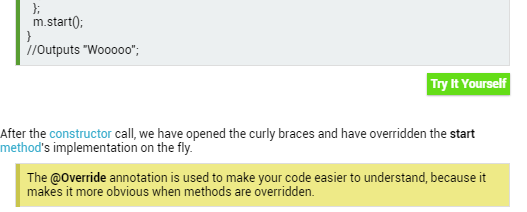 };
m.start();
}
//Outputs "Wooooo";
Try It Yourself
After the constructor call, we have opened the curly braces and have overridden the start
method's implementation on the fly.
The @Override annotation is used to make your code easier to understand, because it
makes it more obvious when methods are overridden.